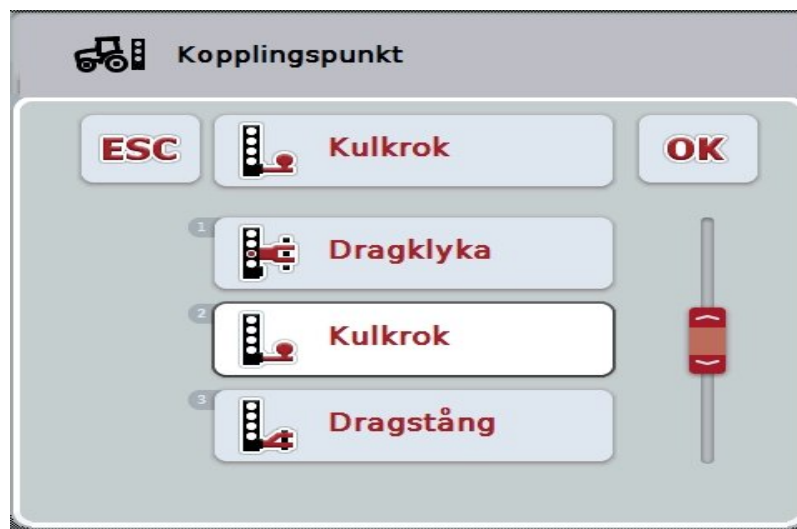 Kopplingspunkt
ESC
Kulkrok
OK
1
Dragklyka
2
Kulkrok
3
Dragstång